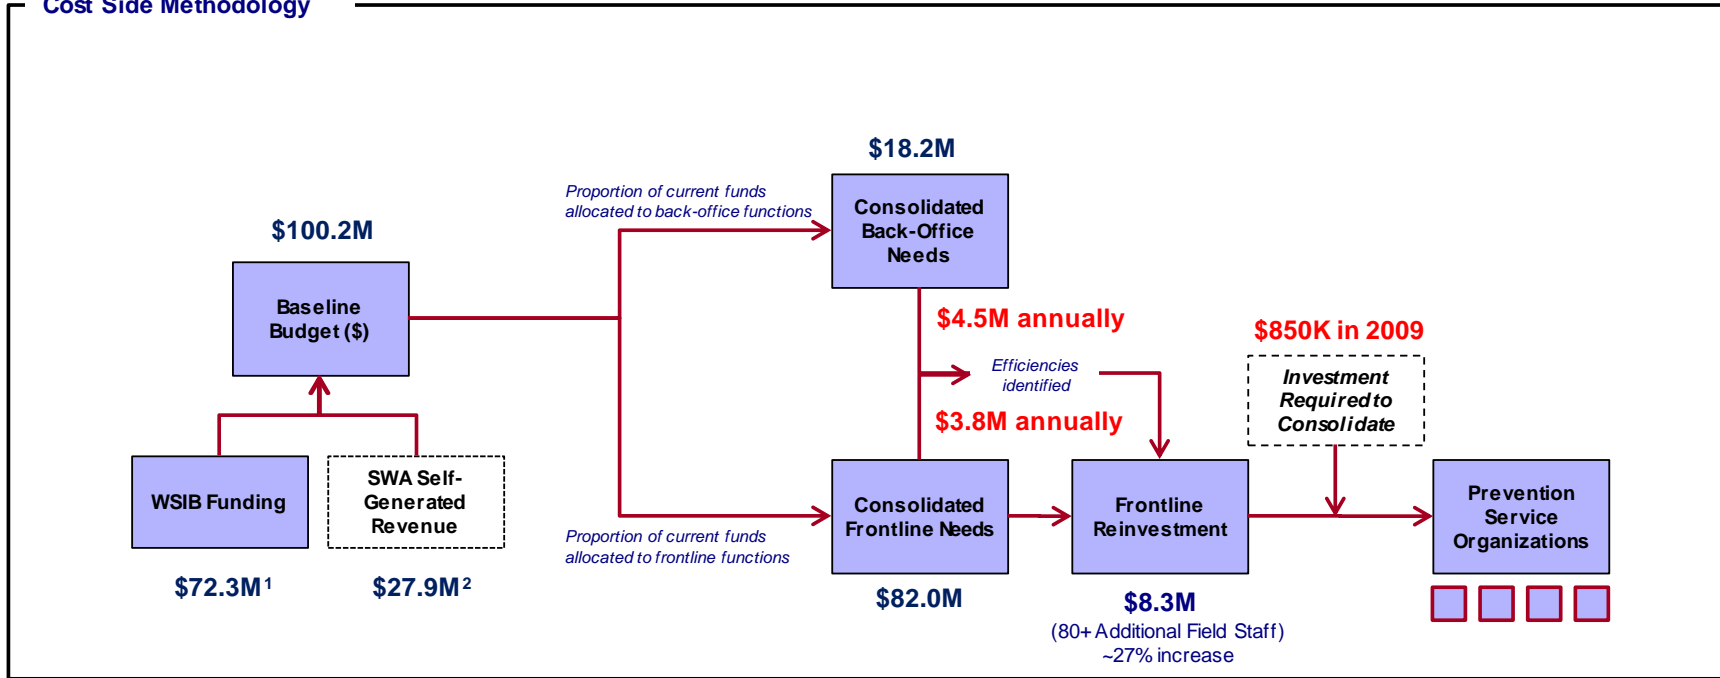 Cost Side Methodology
$18.2M
Proportion of current funds
allocated to back-office functions
Consolidated
Back-Office
Needs
$100.2M
Baseline
Budget ($)
$4.5M annually
Efficiencies
identified
$3.8M annually
$850K in 2009
Investment
Required to
Consolidate
WSIB Funding
SWA Self-
Generated
Revenue
$72.3M1
$27.9M2
Proportion of current funds
allocated to frontline functions
Consolidated
Frontline Needs
$82.0M
Frontline
Reinvestment
$8.3M
(80+ Additional Field Staff)
~27% increase
Prevention
Service
Organizations